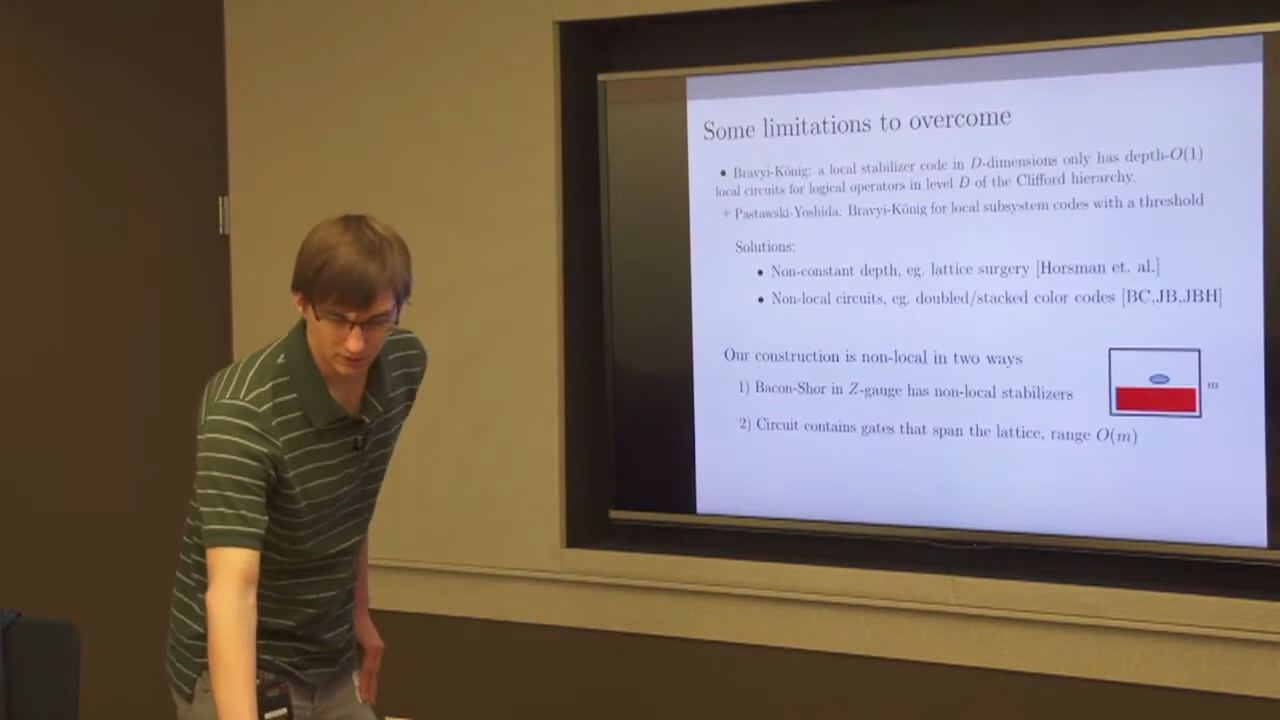 Some limitations to overcome
• Bravyi-König: a local stabilizer code in D-dimensions only has depth-O(1)
local circuits for logical operators in level D of the Clifford hierarchy.
+ Pastawski-Yoshida: Bravyi-König for local subsystem codes with a threshold
Solutions:
• Non-constant depth, eg. lattice surgery [Horsman et. al.]
• Non-local circuits, eg. doubled/stacked color codes [BC,JB,JBH]
Our construction is non-local in two ways
1) Bacon-Shor in Z-gauge has non-local stabilizers
m
2) Circuit contains gates that span the lattice, range O(m)